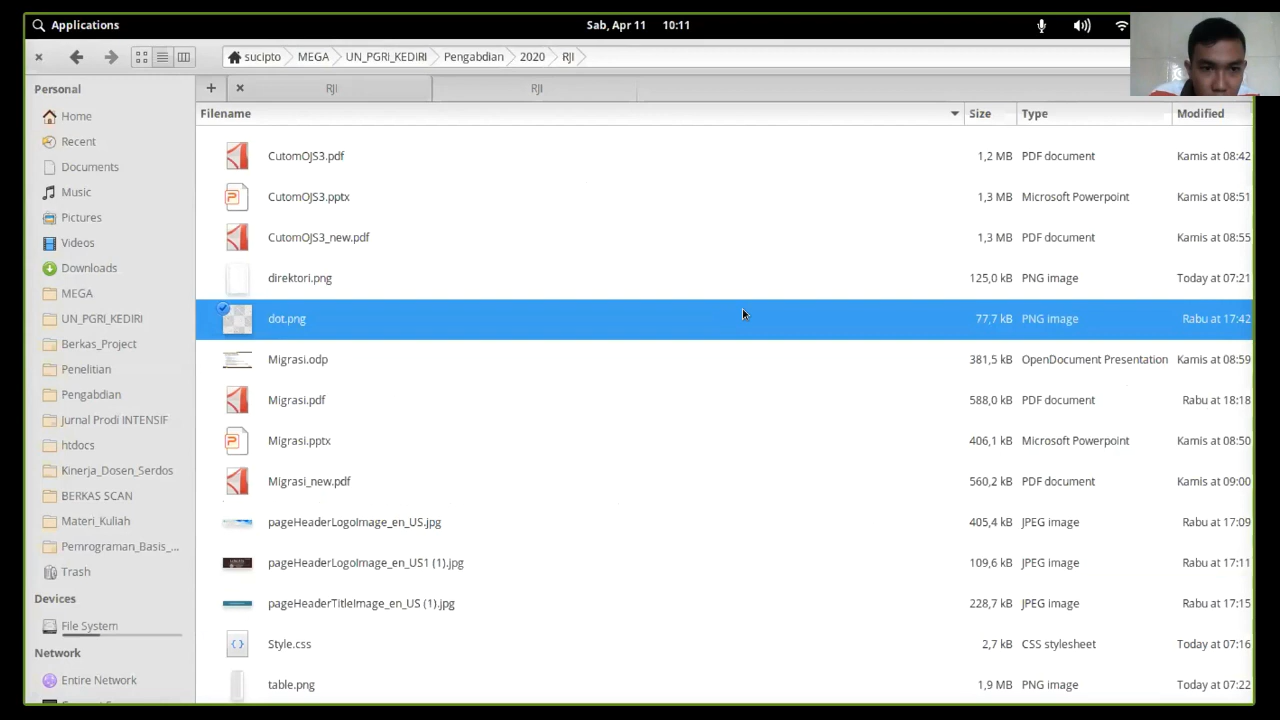 Applications
Sab, Apr 11 10:11
sucipto MEGA UN_PGRI_KEDIRI Pengabdian 2020 RJI
RJI RJI
Personal
Home
Recent
Documents
Music
Pictures
Videos
Downloads
MEGA
UN_PGRI_KEDIRI
Berkas_Project
Penelitian
Pengabdian
Jurnal Prodi INTENSIF
htdocs
Kinerja_Dosen_Serdos
BERKAS SCAN
Materi_Kuliah
Pemrograman_Basis_...
Trash
Devices
File System
Network
Entire Network
Filename Size Type Modified
CutomOJS3.pdf 1,2 MB PDF document Kamis at 08:42
CutomOJS3.pptx 1,3 MB Microsoft Powerpoint Kamis at 08:51
CutomOJS3_new.pdf 1,3 MB PDF document Kamis at 08:55
direktori.png 125,0 kB PNG image Today at 07:21
dot.png 77,7 kB PNG image Rabu at 17:42
Migrasi.odp 381,5 kB OpenDocument Presentation Kamis at 08:59
Migrasi.pdf 588,0 kB PDF document Rabu at 18:18
Migrasi.pptx 406,1 kB Microsoft Powerpoint Kamis at 08:50
Migrasi_new.pdf 560,2 kB PDF document Kamis at 09:00
pageHeaderLogoImage_en_US.jpg 405,4 kB JPEG image Rabu at 17:09
pageHeaderLogoImage_en_US1 (1).jpg 109,6 kB JPEG image Rabu at 17:11
pageHeaderTitleImage_en_US (1).jpg 228,7 kB JPEG image Rabu at 17:15
Style.css 2,7 kB CSS stylesheet Today at 07:16
table.png 1,9 MB PNG image Today at 07:22